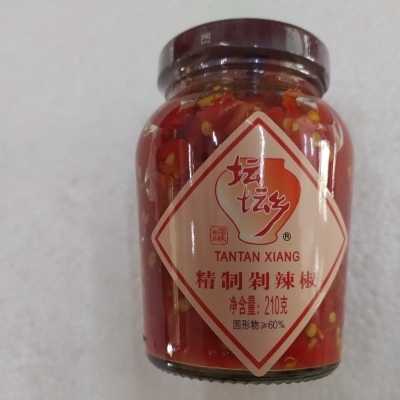 坛坛乡
®
TANTAN XIANG
精制剁辣椒
净含量: 210克
固形物≥60%